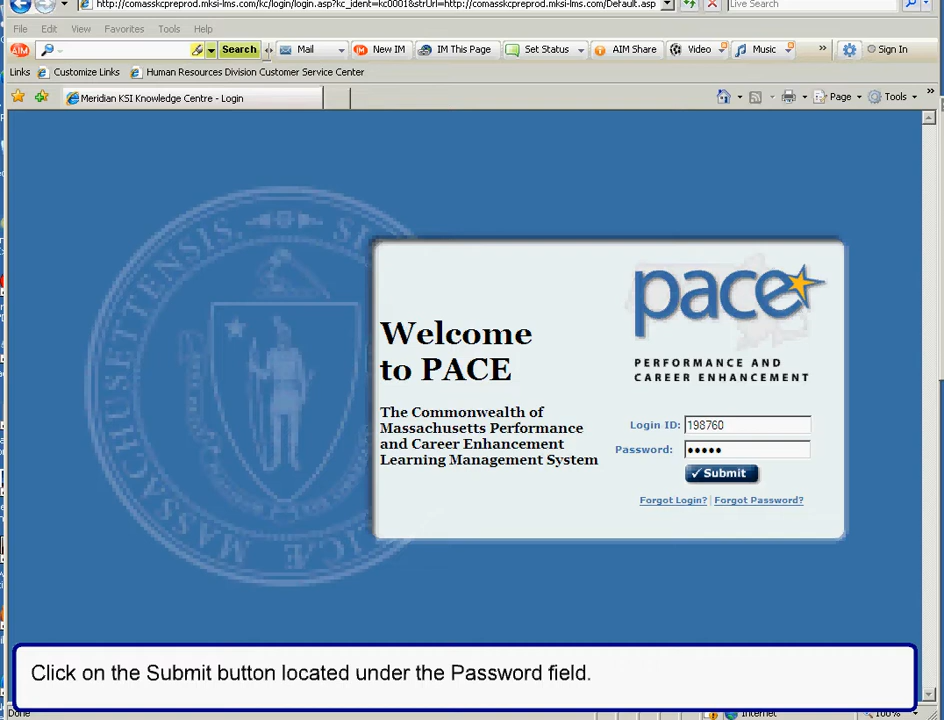 http://comasskcpreprod.mksi-lms.com/kc/login/login.asp?kc_ident=kc0001&strUrl=http://comasskcpreprod.mksi-lms.com/Default.asp
Live Search
File Edit View Favorites Tools Help
AIM Search Mail New IM IM This Page Set Status AIM Share Video Music » Sign In
Links Customize Links Human Resources Division Customer Service Center
Meridian KSI Knowledge Centre - Login Page Tools »
MASSACHUSETTENSIS.
pace
PERFORMANCE AND
CAREER ENHANCEMENT
Welcome
to PACE
The Commonwealth of
Massachusetts Performance
and Career Enhancement
Learning Management System
Login ID: 198760
Password: •••••
✓Submit
Forgot Login? | Forgot Password?
Click on the Submit button located under the Password field.
Done Internet 100%